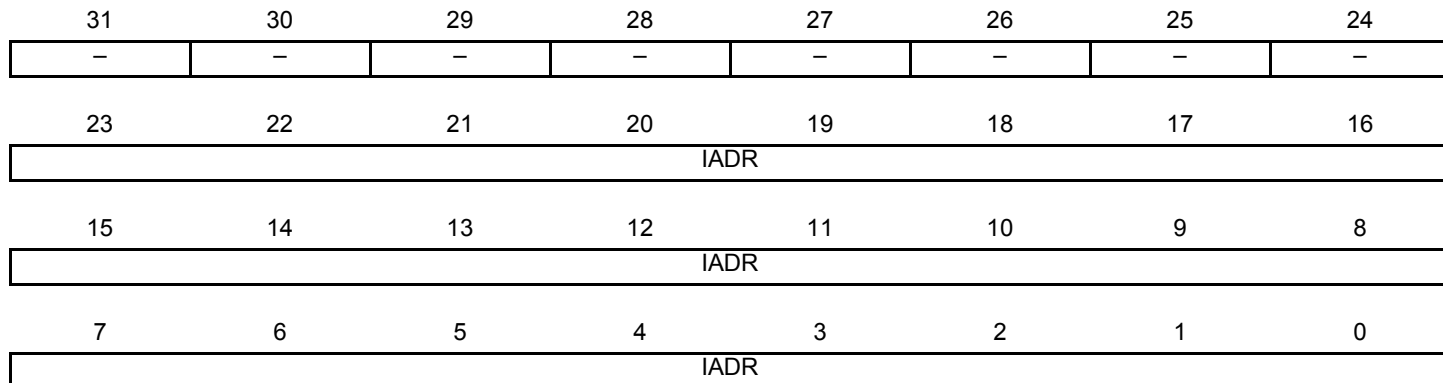 31 30 29 28 27 26 25 24
– – – – – – – –
23 22 21 20 19 18 17 16
IADR
15 14 13 12 11 10 9 8
IADR
7 6 5 4 3 2 1 0
IADR